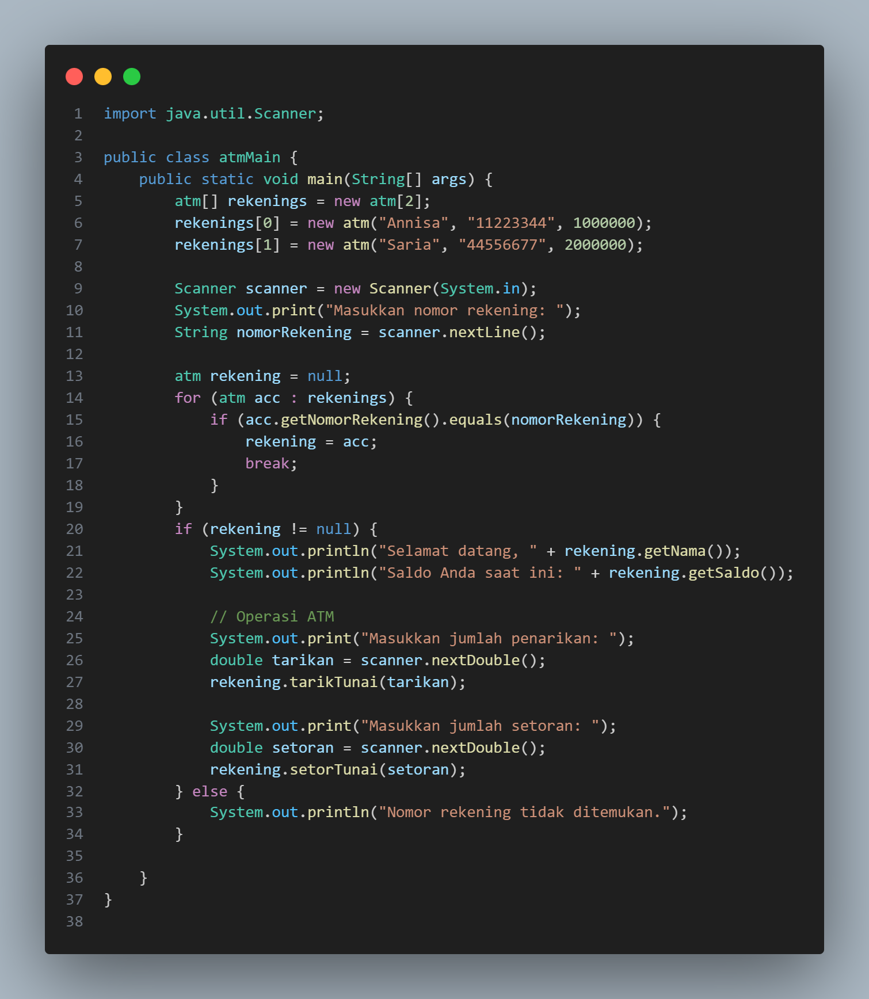 1 import java.util.Scanner;
2
3 public class atmMain {
4     public static void main(String[] args) {
5         atm[] rekenings = new atm[2];
6         rekenings[0] = new atm("Annisa", "11223344", 1000000);
7         rekenings[1] = new atm("Saria", "44556677", 2000000);
8
9         Scanner scanner = new Scanner(System.in);
10         System.out.print("Masukkan nomor rekening: ");
11         String nomorRekening = scanner.nextLine();
12
13         atm rekening = null;
14         for (atm acc : rekenings) {
15             if (acc.getNomorRekening().equals(nomorRekening)) {
16                 rekening = acc;
17                 break;
18             }
19         }
20         if (rekening != null) {
21             System.out.println("Selamat datang, " + rekening.getNama());
22             System.out.println("Saldo Anda saat ini: " + rekening.getSaldo());
23
24             // Operasi ATM
25             System.out.print("Masukkan jumlah penarikan: ");
26             double tarikan = scanner.nextDouble();
27             rekening.tarikTunai(tarikan);
28
29             System.out.print("Masukkan jumlah setoran: ");
30             double setoran = scanner.nextDouble();
31             rekening.setorTunai(setoran);
32         } else {
33             System.out.println("Nomor rekening tidak ditemukan.");
34         }
35
36     }
37 }
38